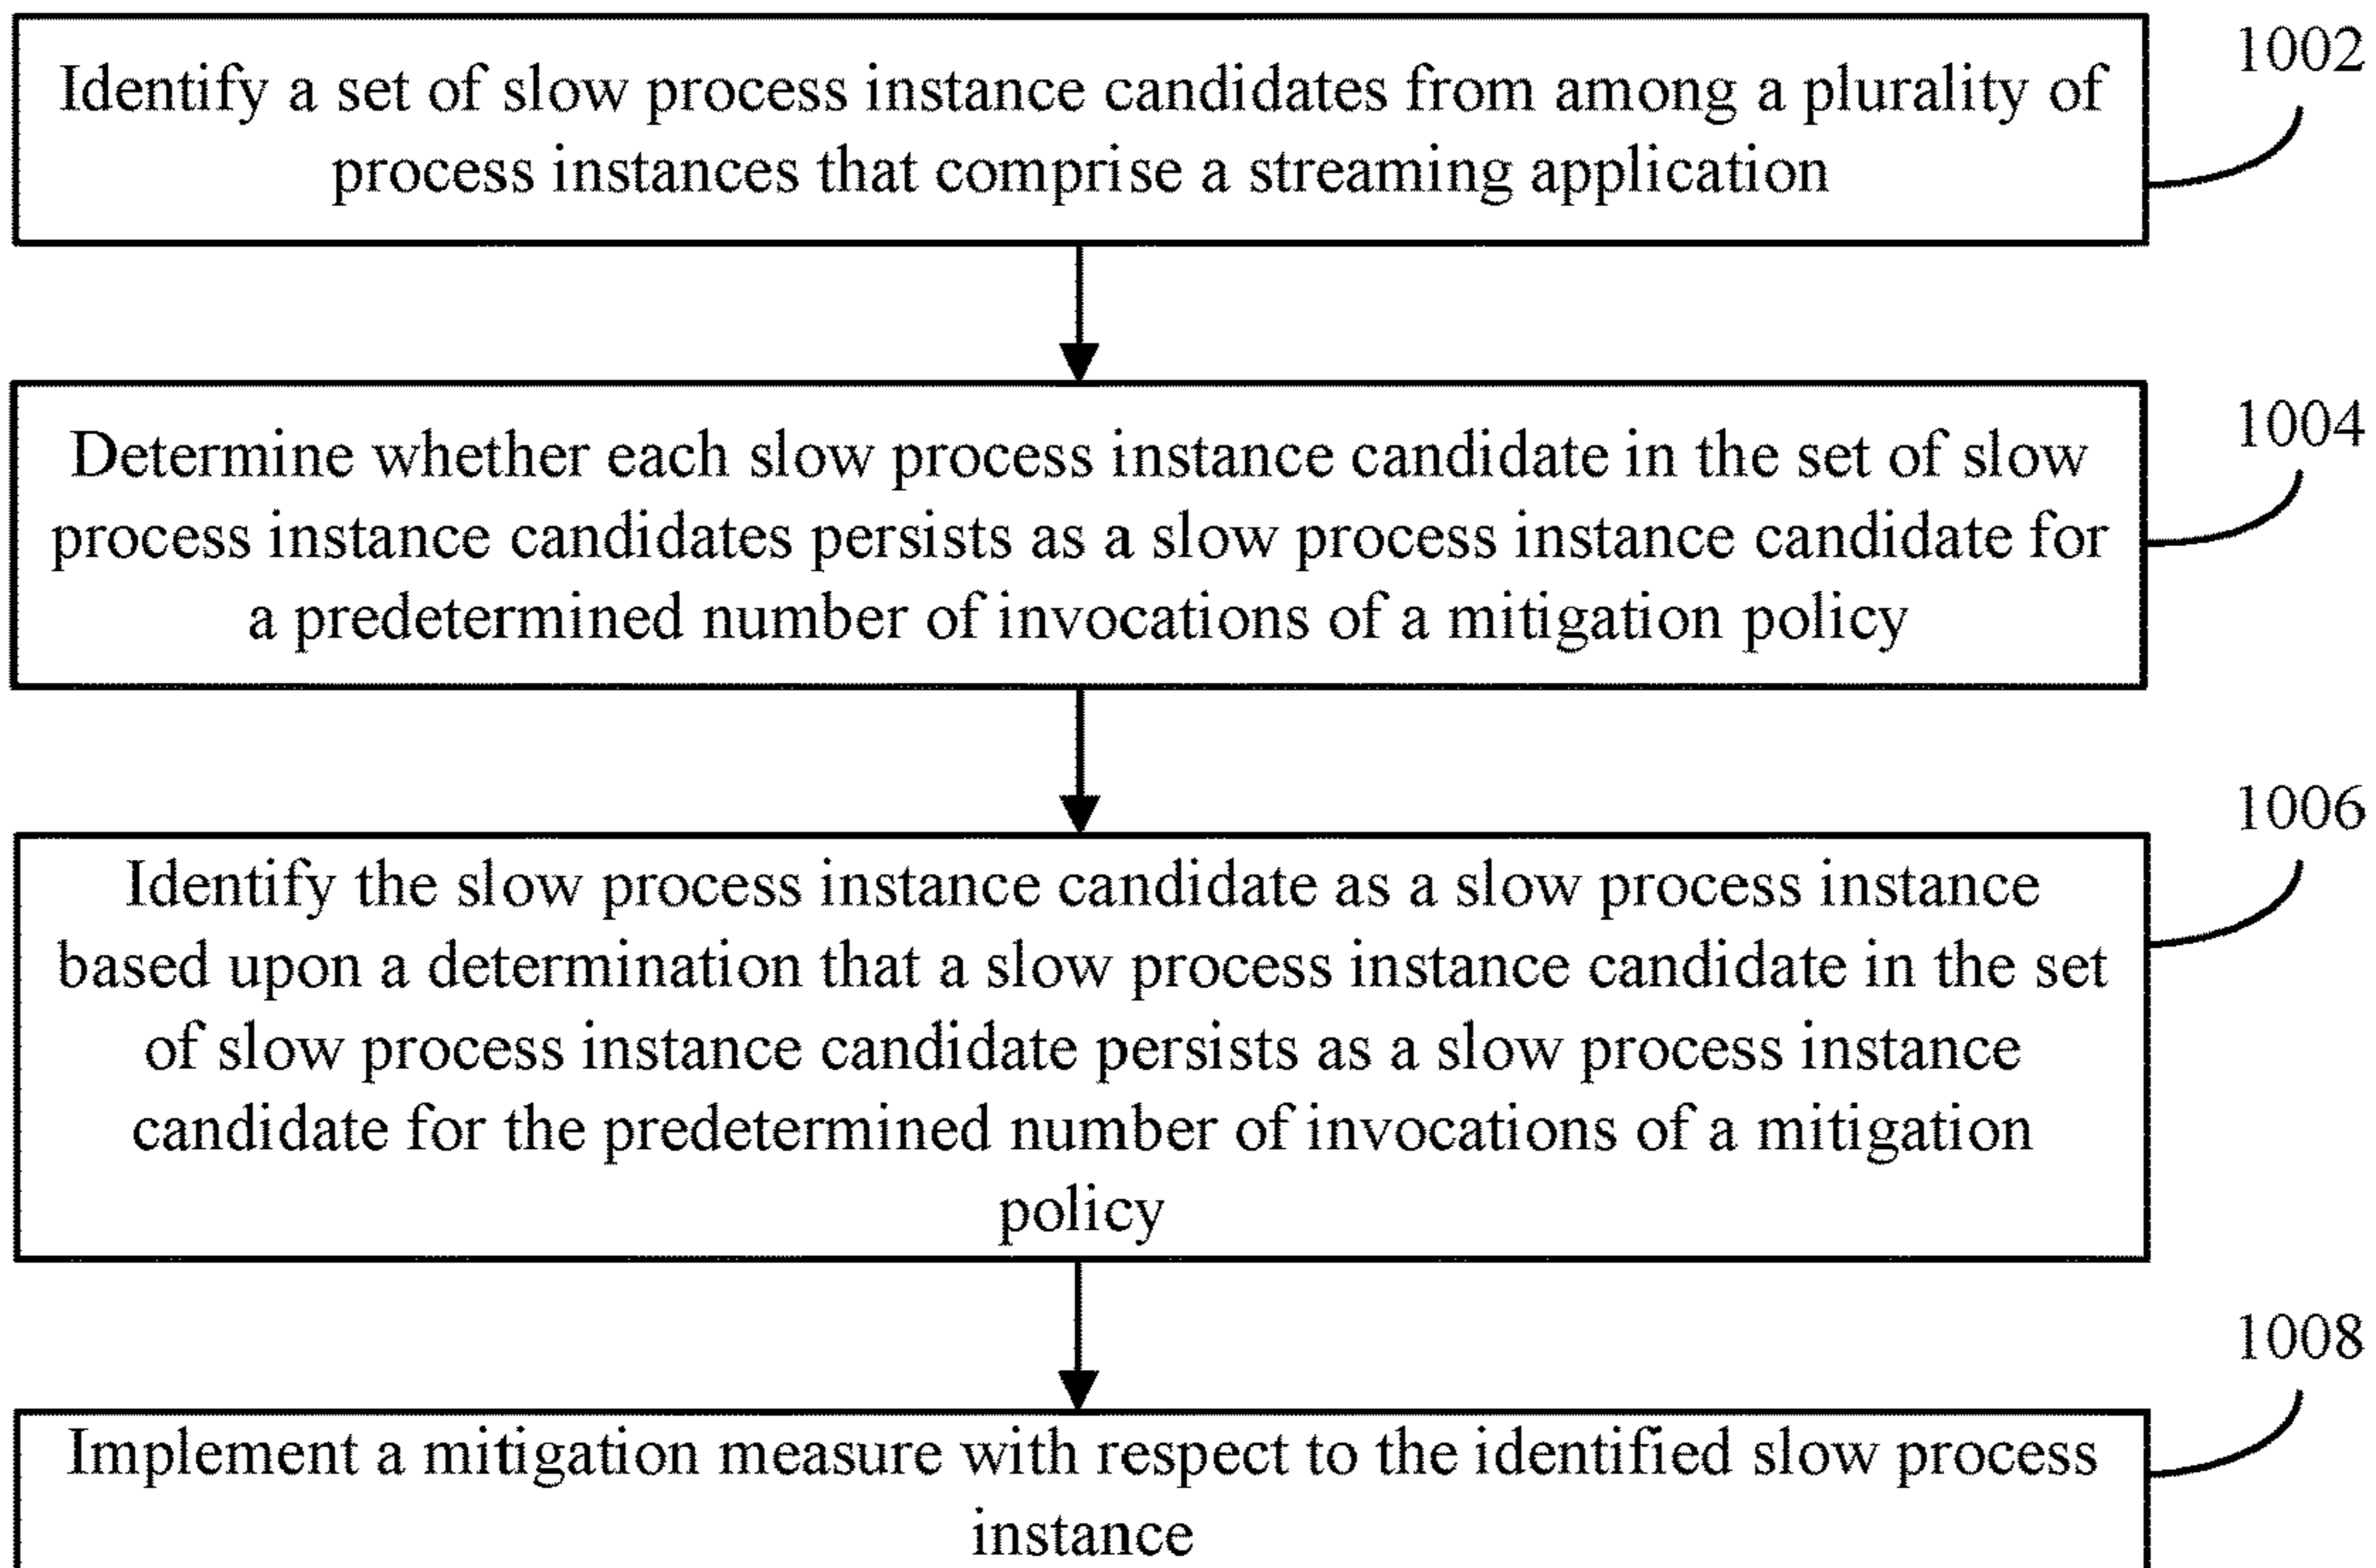 1002
Identify a set of slow process instance candidates from among a plurality of
process instances that comprise a streaming application
1004
Determine whether each slow process instance candidate in the set of slow
process instance candidates persists as a slow process instance candidate for
a predetermined number of invocations of a mitigation policy
1006
Identify the slow process instance candidate as a slow process instance
based upon a determination that a slow process instance candidate in the set
of slow process instance candidate persists as a slow process instance
candidate for the predetermined number of invocations of a mitigation
policy
1008
Implement a mitigation measure with respect to the identified slow process
instance